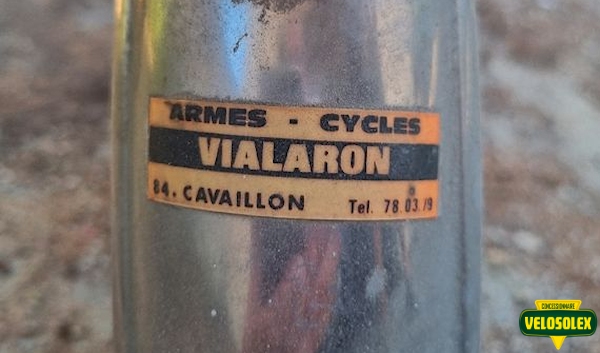 ARMES - CYCLES
VIALARON
84. CAVAILLON Tel. 78.03.19
CONCESSIONNAIRE
VELOSOLEX